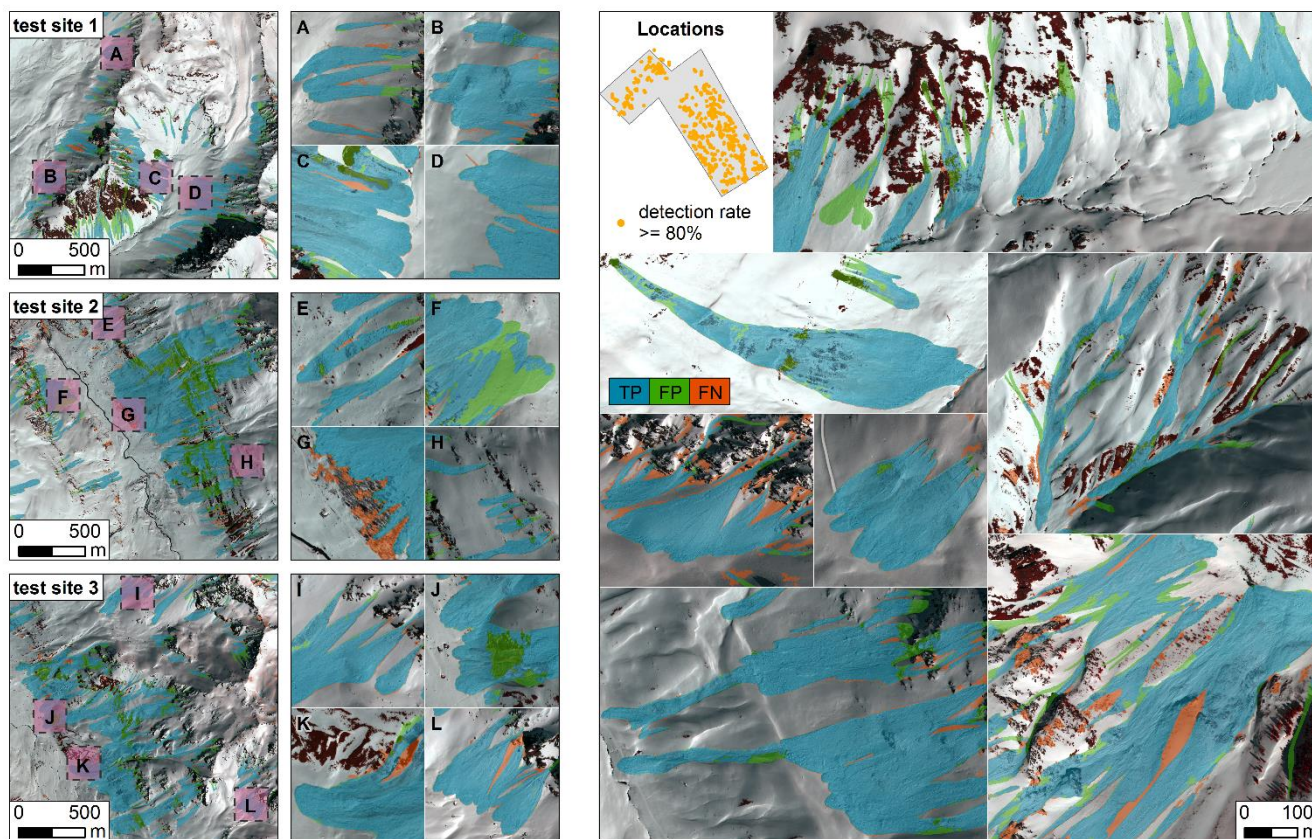 test site 1
A
B
C
D
0 500
m
A
B
C
D
test site 2
E
F
G
H
0 500
m
E
F
G
H
test site 3
I
J
K
L
0 500
m
I
J
K
L
Locations
detection rate
>= 80%
TP FP FN
0 100